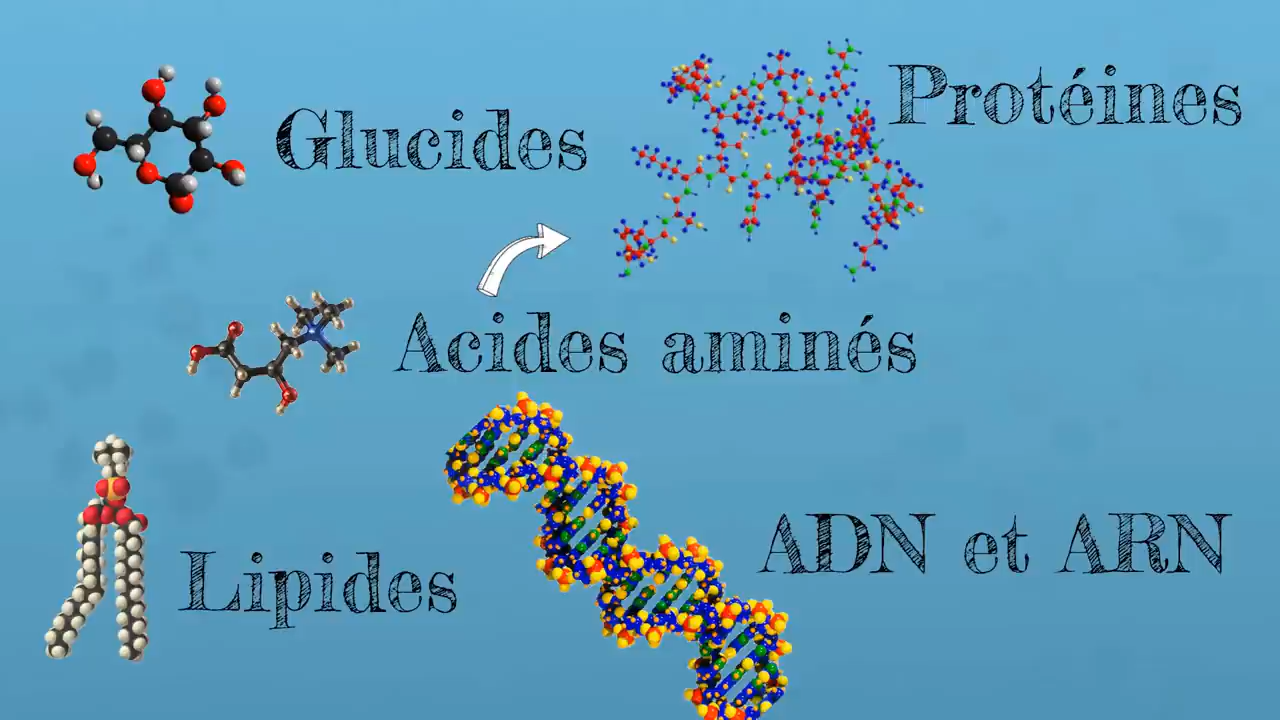 Glucides
Protéines
Acides aminés
Lipides
ADN et ARN